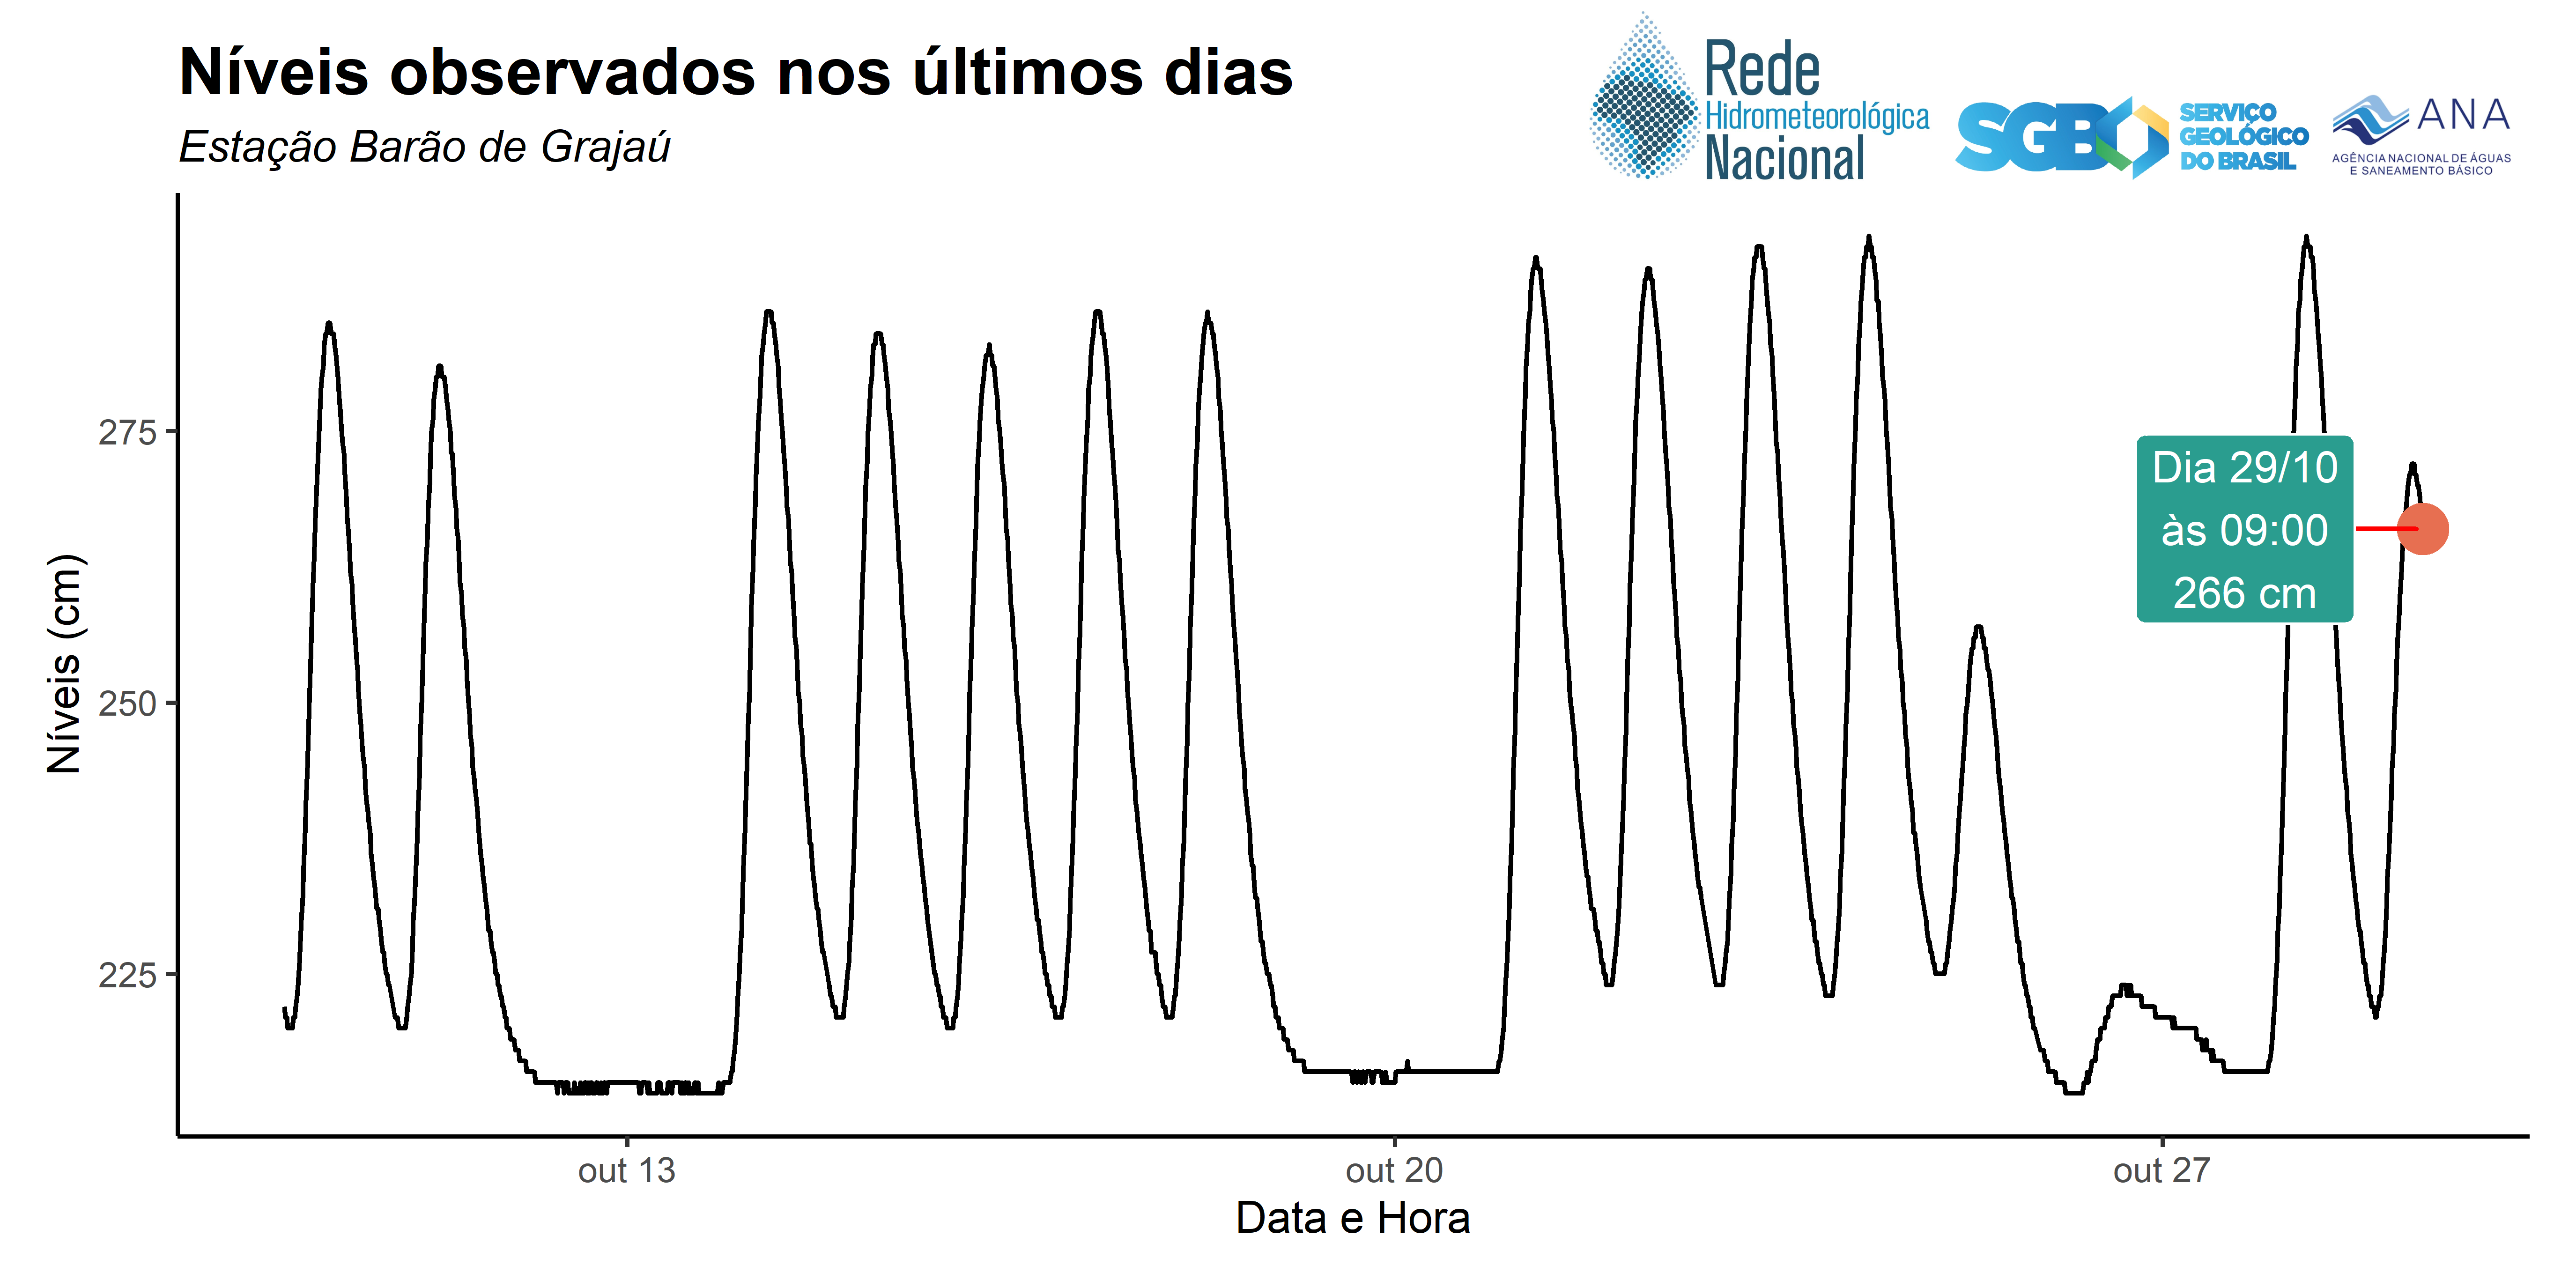 Níveis observados nos últimos dias
Estação Barão de Grajaú
Rede
Hidrometeorológica
Nacional
SGB
SERVIÇO
GEOLÓGICO
DO BRASIL
ANA
AGÊNCIA NACIONAL DE ÁGUAS
E SANEAMENTO BÁSICO
Níveis (cm)
275
250
225
Dia 29/10
às 09:00
266 cm
out 13
out 20
out 27
Data e Hora